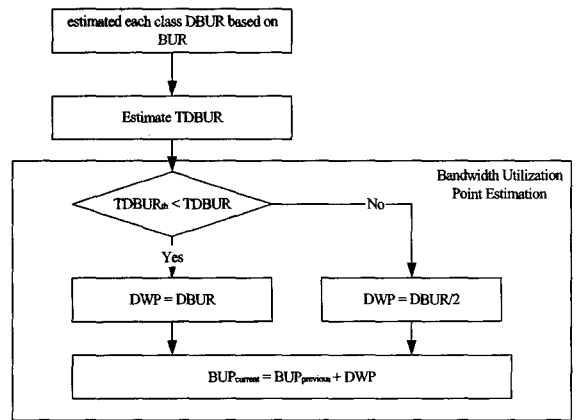 estimated each class DBUR based on
BUR
Estimate TDBUR
Bandwidth Utilization
Point Estimation
TDBURth < TDBUR
No
Yes
DWP = DBUR
DWP = DBUR/2
BUPcurrent = BUPprevious + DWP